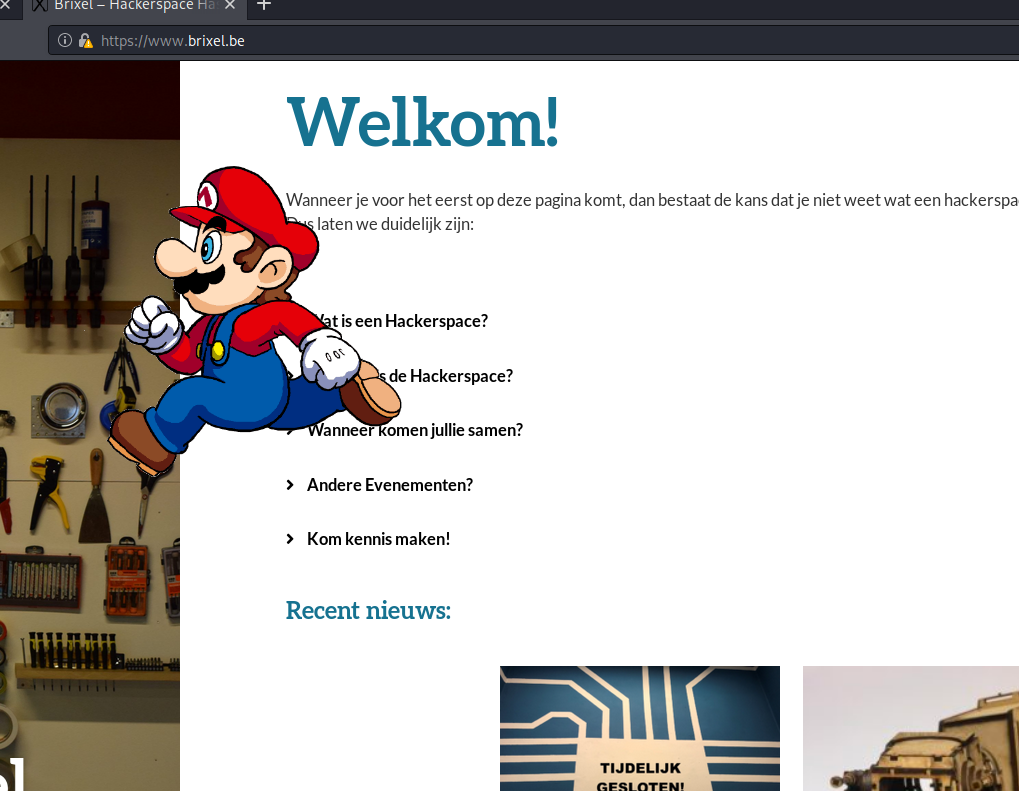 Brixel – Hackerspace Ha
https://www.brixel.be
Welkom!
Wanneer je voor het eerst op deze pagina komt, dan bestaat de kans dat je niet weet wat een hackerspa
Dus laten we duidelijk zijn:
Wat is een Hackerspace?
de Hackerspace?
Wanneer komen jullie samen?
Andere Evenementen?
Kom kennis maken!
Recent nieuws:
TIJDELIJK
GESLOTEN!
el